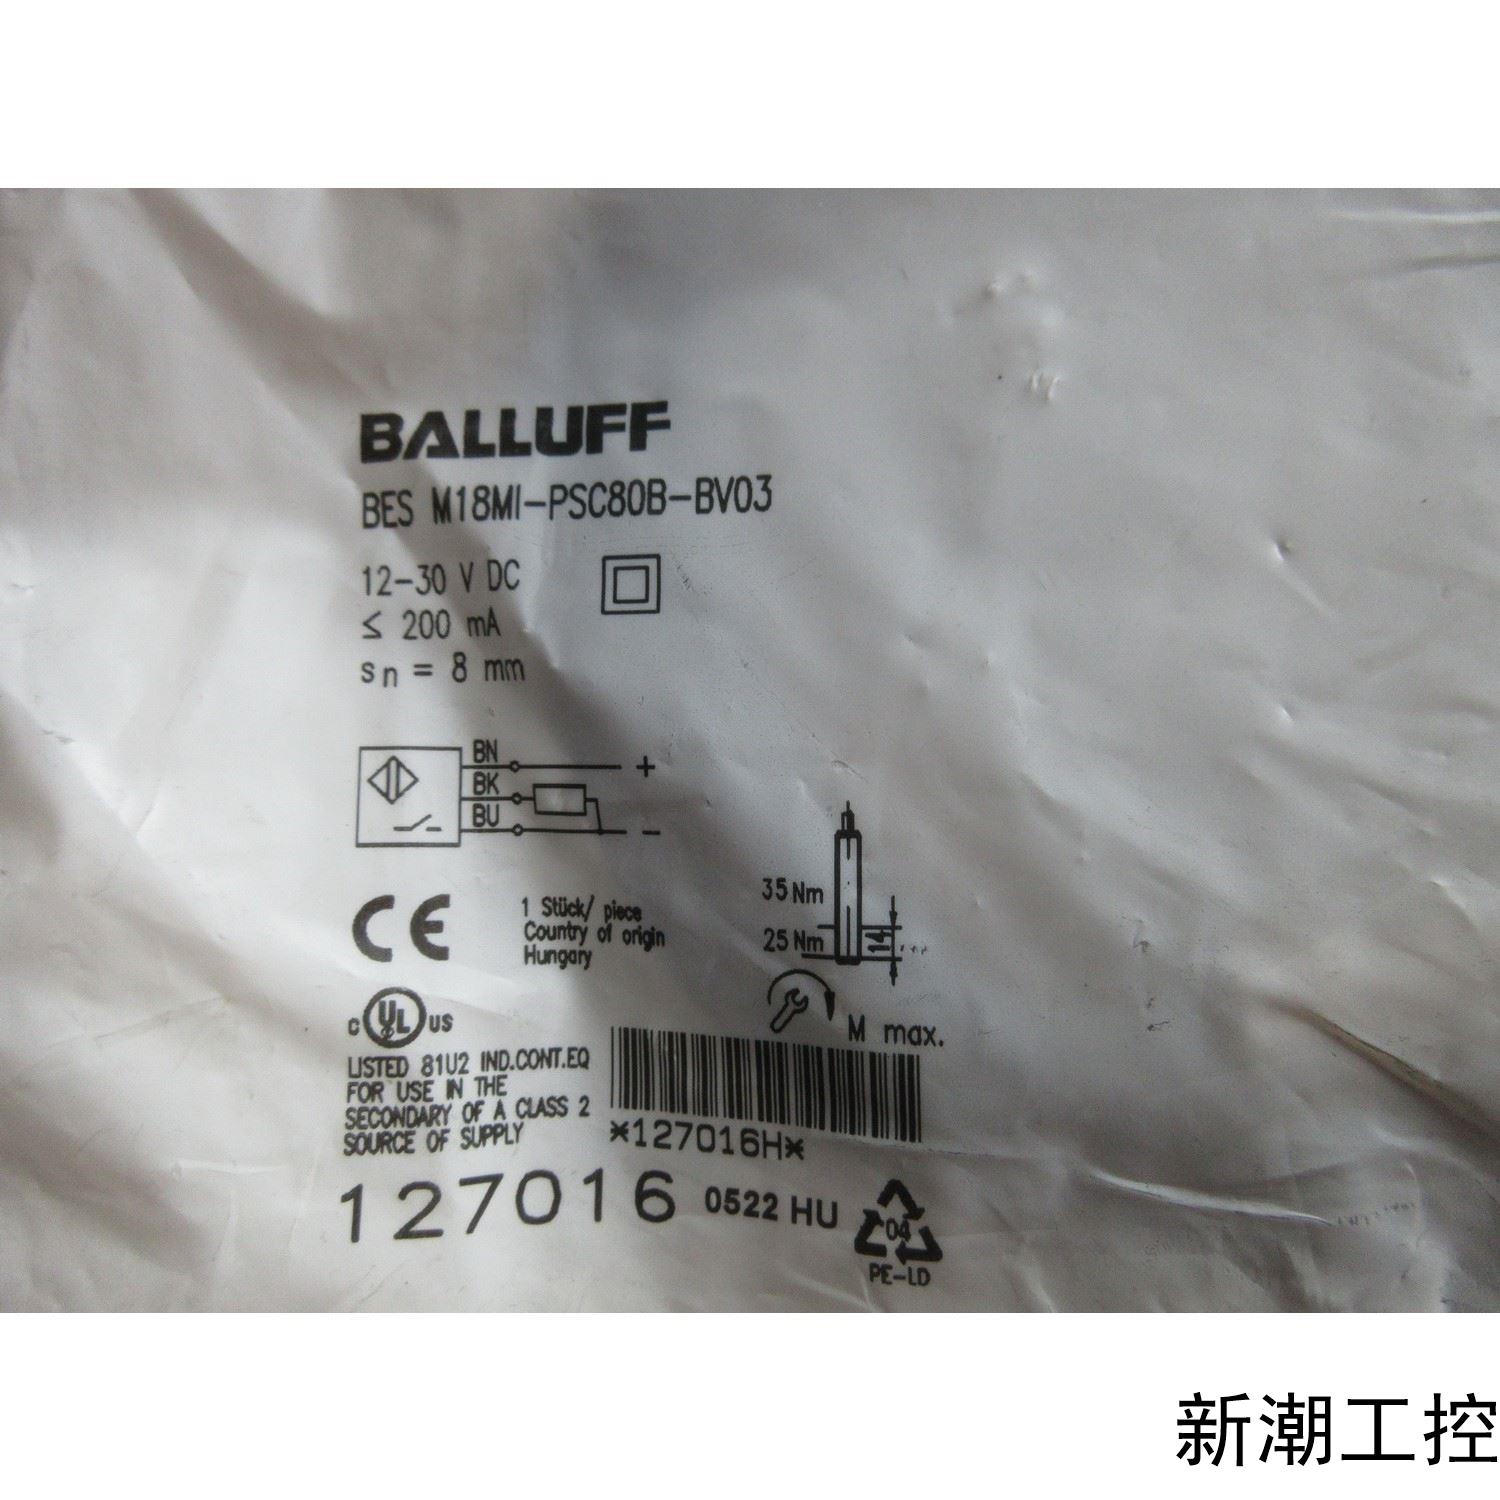 BALLUFF
BES M18MI-PSC80B-BV03
12-30 V DC
≤ 200 mA
sn = 8 mm
BN
+
BK
BU
-
35 Nm
25 Nm
M max.
CE
1 Stück/ piece
Country of origin
Hungary
c UL us
LISTED 81U2 IND.CONT.EQ
FOR USE IN THE
SECONDARY OF A CLASS 2
SOURCE OF SUPPLY
*127016H*
127016 0522 HU
04
PE-LD
新潮工控